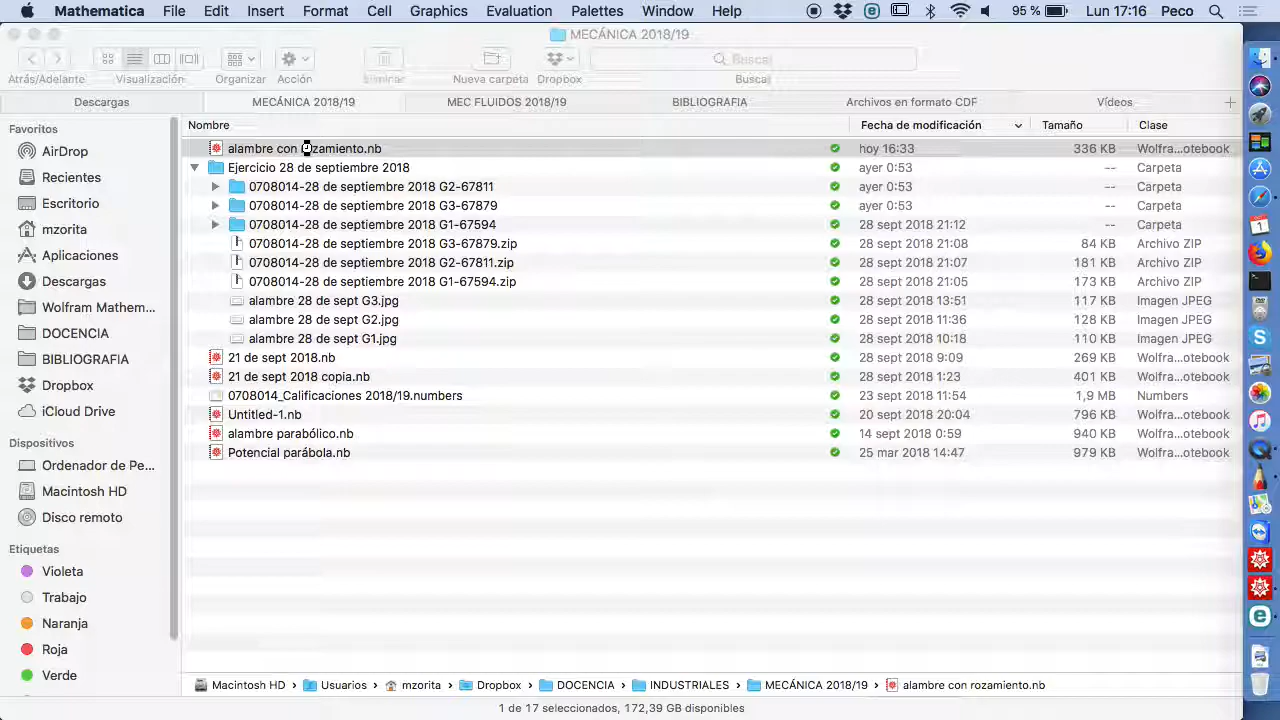 Mathematica File Edit Insert Format Cell Graphics Evaluation Palettes Window Help 95 % Lun 17:16 Peco
MECÁNICA 2018/19
Atrás/Adelante Visualización Organizar Acción Eliminar Nueva carpeta Dropbox Buscar
Buscar
Descargas MECÁNICA 2018/19 MEC FLUIDOS 2018/19 BIBLIOGRAFIA Archivos en formato CDF Vídeos
Favoritos
AirDrop
Recientes
Escritorio
mzorita
Aplicaciones
Descargas
Wolfram Mathem...
DOCENCIA
BIBLIOGRAFIA
Dropbox
iCloud Drive
Dispositivos
Ordenador de Pe...
Macintosh HD
Disco remoto
Etiquetas
Violeta
Trabajo
Naranja
Roja
Verde
Nombre Fecha de modificación Tamaño Clase
alambre con rozamiento.nb hoy 16:33 336 KB Wolfra...otebook
Ejercicio 28 de septiembre 2018 ayer 0:53 -- Carpeta
0708014-28 de septiembre 2018 G2-67811 ayer 0:53 -- Carpeta
0708014-28 de septiembre 2018 G3-67879 ayer 0:53 -- Carpeta
0708014-28 de septiembre 2018 G1-67594 28 sept 2018 21:12 -- Carpeta
0708014-28 de septiembre 2018 G3-67879.zip 28 sept 2018 21:08 84 KB Archivo ZIP
0708014-28 de septiembre 2018 G2-67811.zip 28 sept 2018 21:07 181 KB Archivo ZIP
0708014-28 de septiembre 2018 G1-67594.zip 28 sept 2018 21:05 173 KB Archivo ZIP
alambre 28 de sept G3.jpg 28 sept 2018 13:51 117 KB Imagen JPEG
alambre 28 de sept G2.jpg 28 sept 2018 11:36 128 KB Imagen JPEG
alambre 28 de sept G1.jpg 28 sept 2018 10:18 110 KB Imagen JPEG
21 de sept 2018.nb 28 sept 2018 9:09 269 KB Wolfra...otebook
21 de sept 2018 copia.nb 28 sept 2018 1:23 401 KB Wolfra...otebook
0708014_Calificaciones 2018/19.numbers 23 sept 2018 11:54 1,9 MB Numbers
Untitled-1.nb 20 sept 2018 20:04 796 KB Wolfra...otebook
alambre parabólico.nb 14 sept 2018 0:59 940 KB Wolfra...otebook
Potencial parábola.nb 25 mar 2018 14:47 979 KB Wolfra...otebook
Macintosh HD › Usuarios › mzorita › Dropbox › DOCENCIA › INDUSTRIALES › MECÁNICA 2018/19 › alambre con rozamiento.nb
1 de 17 seleccionados, 172,39 GB disponibles